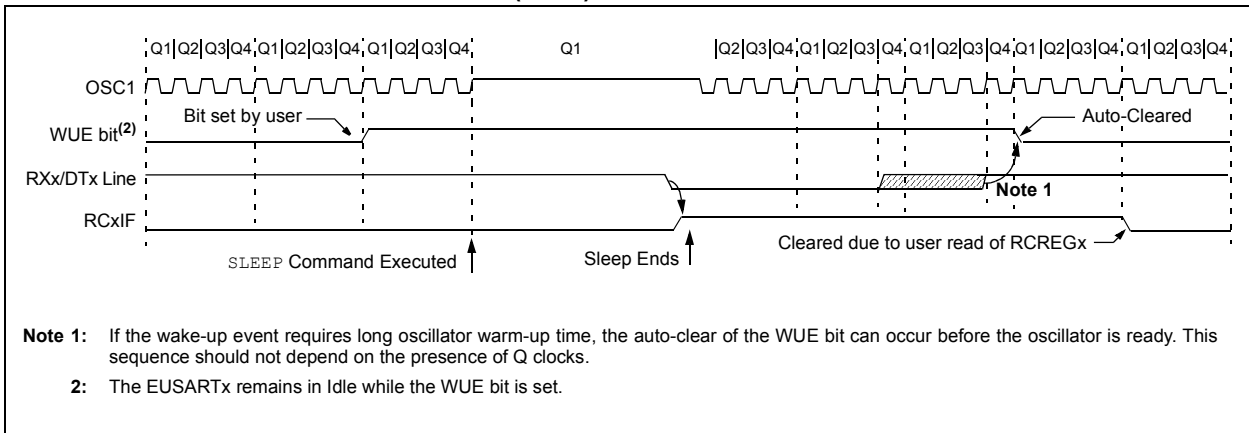 Q1|Q2|Q3|Q4|Q1|Q2|Q3|Q4|Q1|Q2|Q3|Q4 Q1 |Q2|Q3|Q4|Q1|Q2|Q3|Q4|Q1|Q2|Q3|Q4|Q1|Q2|Q3|Q4|Q1|Q2|Q3|Q4
OSC1
Bit set by user
Auto-Cleared
WUE bit(2)
RXx/DTx Line
Note 1
RCxIF
Cleared due to user read of RCREGx
SLEEP Command Executed
Sleep Ends
Note 1: If the wake-up event requires long oscillator warm-up time, the auto-clear of the WUE bit can occur before the oscillator is ready. This
sequence should not depend on the presence of Q clocks.
2: The EUSARTx remains in Idle while the WUE bit is set.